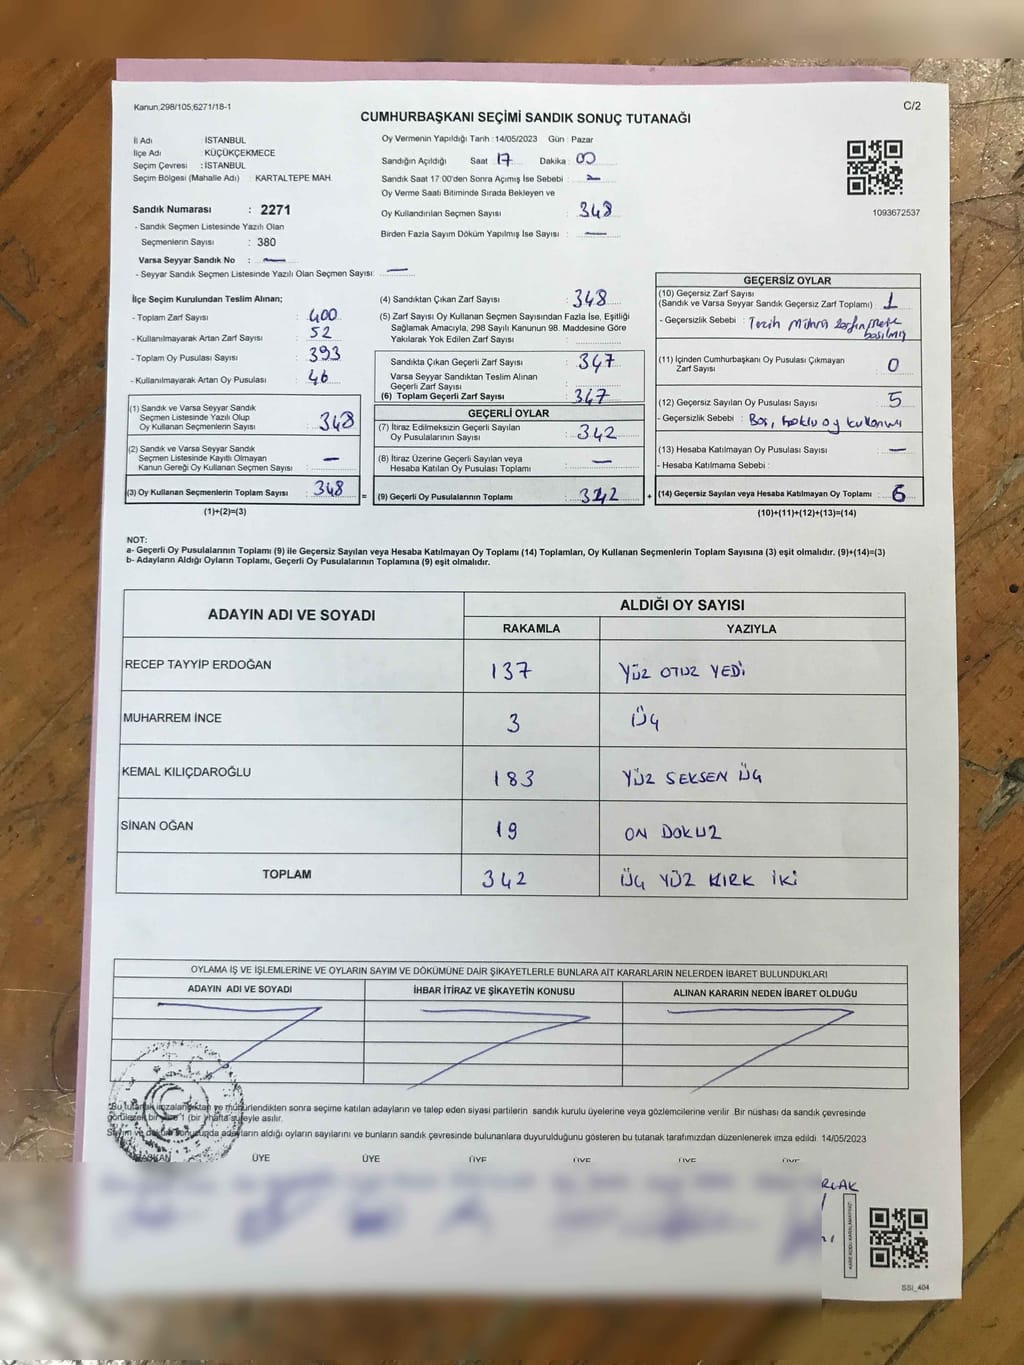 Kanun,298/105,6271/18-1
C/2
CUMHURBAŞKANI SEÇİMİ SANDIK SONUÇ TUTANAĞI
İl Adı İSTANBUL
İlçe Adı KÜÇÜKÇEKMECE
Seçim Çevresi : İSTANBUL
Seçim Bölgesi (Mahalle Adı) : KARTALTEPE MAH.
Sandık Numarası : 2271
- Sandık Seçmen Listesinde Yazılı Olan
Seçmenlerin Sayısı : 380
Varsa Seyyar Sandık No : —
- Seyyar Sandık Seçmen Listesinde Yazılı Olan Seçmen Sayısı: —
Oy Vermenin Yapıldığı Tarih : 14/05/2023 Gün : Pazar
Sandığın Açıldığı Saat : 17 Dakika : 00
Sandık Saat 17:00'den Sonra Açımış İse Sebebi : —
Oy Verme Saati Bitiminde Sırada Bekleyen ve
Oy Kullandırılan Seçmen Sayısı : 348
Birden Fazla Sayım Döküm Yapılmış İse Sayısı : —
1093672537
İlçe Seçim Kurulundan Teslim Alınan;
- Toplam Zarf Sayısı : 400
- Kullanılmayarak Artan Zarf Sayısı : 52
- Toplam Oy Pusulası Sayısı : 393
- Kullanılmayarak Artan Oy Pusulası : 46
(1) Sandık ve Varsa Seyyar Sandık
Seçmen Listesinde Yazılı Olup
Oy Kullanan Seçmenlerin Sayısı : 348
(2) Sandık ve Varsa Seyyar Sandık
Seçmen Listesinde Kayıtlı Olmayan
Kanun Gereği Oy Kullanan Seçmen Sayısı : —
(3) Oy Kullanan Seçmenlerin Toplam Sayısı : 348 =
(1)+(2)=(3)
(4) Sandıktan Çıkan Zarf Sayısı : 348
(5) Zarf Sayısı Oy Kullanan Seçmen Sayısından Fazla İse, Eşitliği
Sağlamak Amacıyla, 298 Sayılı Kanunun 98. Maddesine Göre
Yakılarak Yok Edilen Zarf Sayısı :
Sandıkta Çıkan Geçerli Zarf Sayısı : 347
Varsa Seyyar Sandıktan Teslim Alınan
Geçerli Zarf Sayısı :
(6) Toplam Geçerli Zarf Sayısı : 347
GEÇERLİ OYLAR
(7) İtiraz Edilmeksizin Geçerli Sayılan
Oy Pusulalarının Sayısı : 342
(8) İtiraz Üzerine Geçerli Sayılan veya
Hesaba Katılan Oy Pusulası Toplamı : —
(9) Geçerli Oy Pusulalarının Toplamı : 342 +
GEÇERSİZ OYLAR
(10) Geçersiz Zarf Sayısı
(Sandık ve Varsa Seyyar Sandık Geçersiz Zarf Toplamı) : 1
- Geçersizlik Sebebi : Tercih Mührü
basılmış
(11) İçinden Cumhurbaşkanı Oy Pusulası Çıkmayan
Zarf Sayısı : 0
(12) Geçersiz Sayılan Oy Pusulası Sayısı : 5
- Geçersizlik Sebebi : Boş, oy
(13) Hesaba Katılmayan Oy Pusulası Sayısı : —
- Hesaba Katılmama Sebebi :
(14) Geçersiz Sayılan veya Hesaba Katılmayan Oy Toplamı : 6
(10)+(11)+(12)+(13)=(14)
NOT:
a- Geçerli Oy Pusulalarının Toplamı (9) ile Geçersiz Sayılan veya Hesaba Katılmayan Oy Toplamı (14) Toplamları, Oy Kullanan Seçmenlerin Toplam Sayısına (3) eşit olmalıdır. (9)+(14)=(3)
b- Adayların Aldığı Oyların Toplamı, Geçerli Oy Pusulalarının Toplamına (9) eşit olmalıdır.
ADAYIN ADI VE SOYADI
ALDIĞI OY SAYISI
RAKAMLA YAZIYLA
RECEP TAYYİP ERDOĞAN 137 YÜZ OTUZ YEDİ
MUHARREM İNCE 3 ÜÇ
KEMAL KILIÇDAROĞLU 183 YÜZ SEKSEN ÜÇ
SİNAN OĞAN 19 ON DOKUZ
TOPLAM 342 ÜÇ YÜZ KIRK İKİ
OYLAMA İŞ VE İŞLEMLERİNE VE OYLARIN SAYIM VE DÖKÜMÜNE DAİR ŞİKAYETLERLE BUNLARA AİT KARARLARIN NELERDEN İBARET BULUNDUKLARI
ADAYIN ADI VE SOYADI İHBAR İTİRAZ VE ŞİKAYETİN KONUSU ALINAN KARARIN NEDEN İBARET OLDUĞU
Bu tutanak imzalandıktan ve mühürlendikten sonra seçime katılan adayların ve talep eden siyasi partilerin sandık kurulu üyelerine veya gözlemcilerine verilir .Bir nüshası da sandık çevresinde
görülecek bir yere 1 (bir) hafta süreyle asılır.
Sayım ve döküm sonucunda adayların aldığı oyların sayılarını ve bunların sandık çevresinde bulunanlara duyurulduğunu gösteren bu tutanak tarafımızdan düzenlenerek imza edildi. 14/05/2023
BAŞKAN ÜYE ÜYE ÜYE ÜYE ÜYE ÜYE
SSI_404